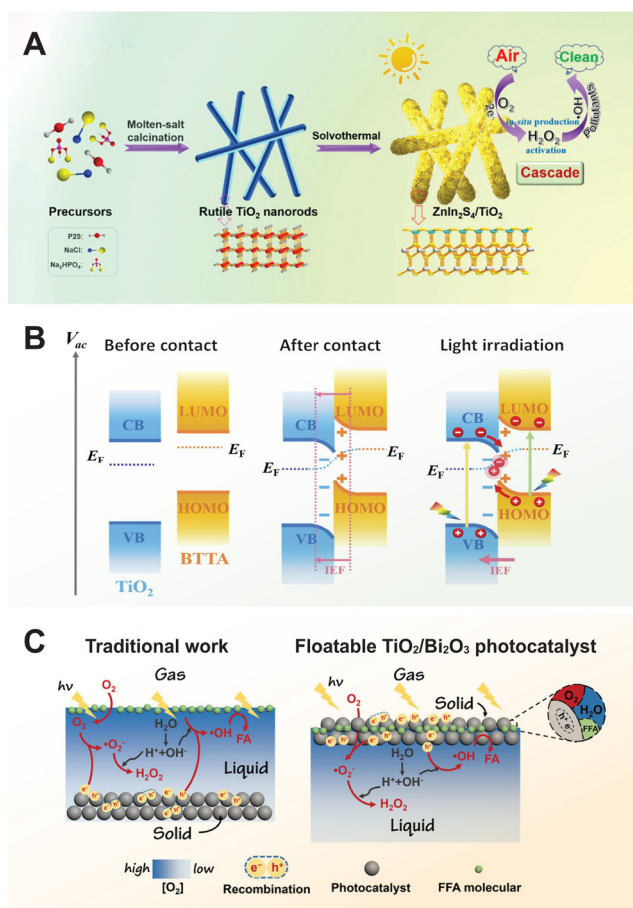 A
Air
Clean
2e⁻
O₂
in-situ production
H₂O₂
activation
HO•
Pollutants
Cascade
Molten-salt
calcination
Solvothermal
Precursors
P25:
NaCl:
Na₂HPO₄:
Rutile TiO₂ nanorods
ZnIn₂S₄/TiO₂
B
Vac
Before contact
After contact
Light irradiation
CB
LUMO
EF
EF
VB
HOMO
TiO₂
BTTA
CB
LUMO
EF
EF
VB
HOMO
IEF
CB
LUMO
EF
EF
VB
HOMO
IEF
C
Traditional work
Floatable TiO₂/Bi₂O₃ photocatalyst
hν
O₂
Gas
O₂
H₂O
•OH
FA
•O₂⁻
H⁺+OH⁻
H₂O₂
Liquid
e⁻ h⁺
Solid
hν
O₂
Gas
Solid
O₂
H₂O
FFA
h⁺ e⁻
e⁻ h⁺
H₂O
•OH
FA
•O₂⁻
H⁺+OH⁻
H₂O₂
Liquid
high low
[O₂]
e⁻ h⁺
Recombination
Photocatalyst
FFA molecular